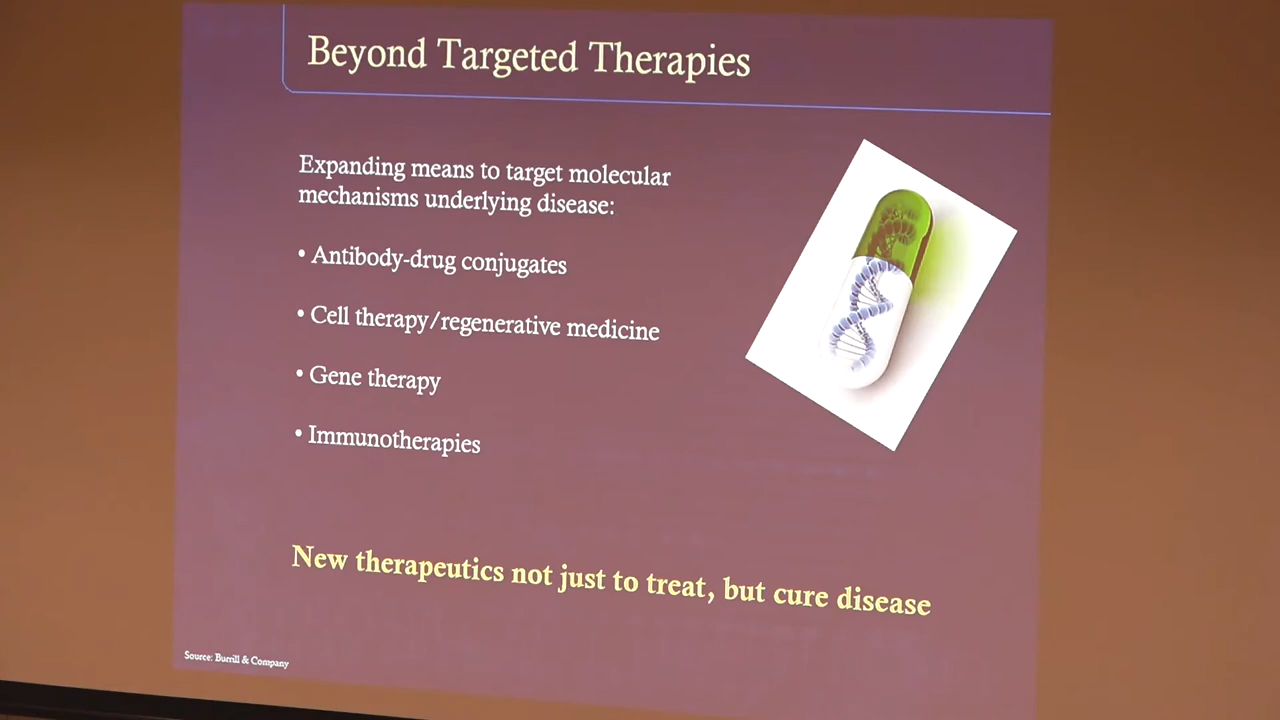 Beyond Targeted Therapies
Expanding means to target molecular
mechanisms underlying disease:
• Antibody-drug conjugates
• Cell therapy/regenerative medicine
• Gene therapy
• Immunotherapies
New therapeutics not just to treat, but cure disease
Source: Burrill & Company